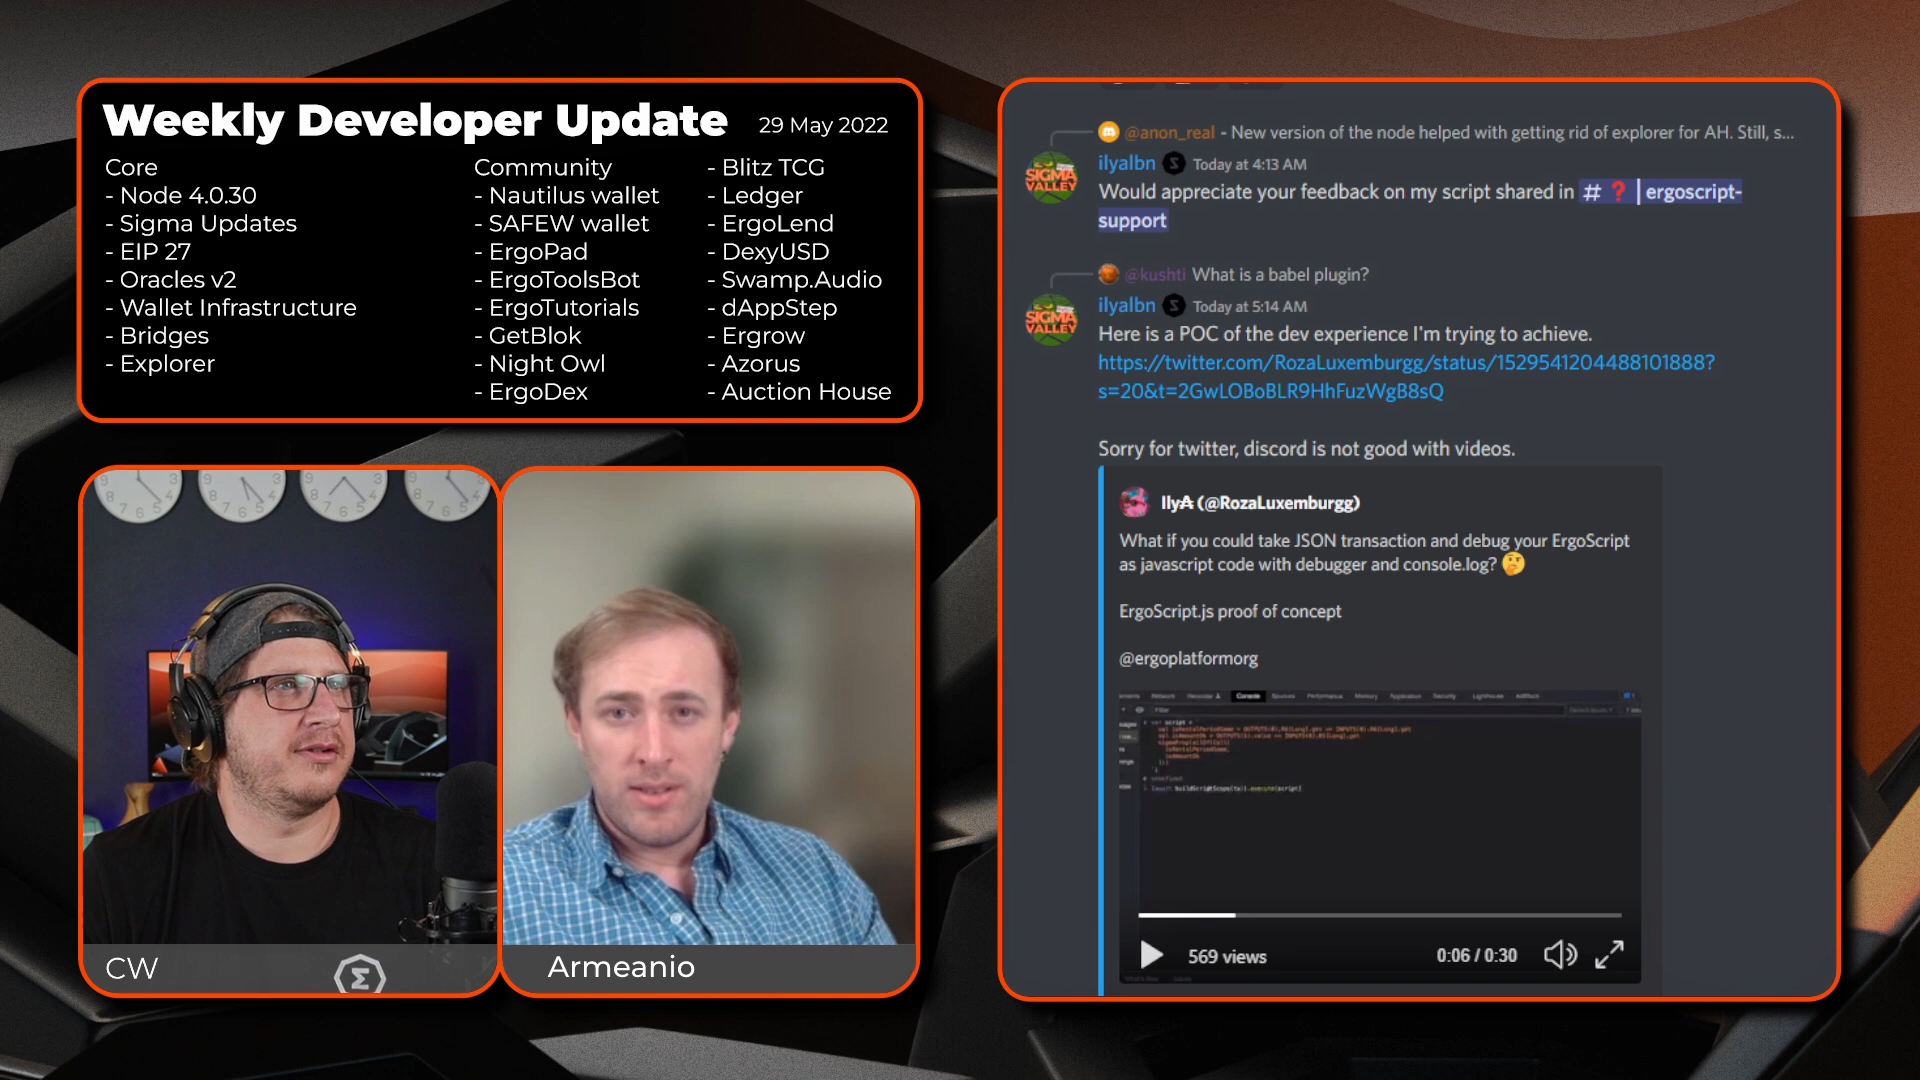 Weekly Developer Update 29 May 2022
Core
- Node 4.0.30
- Sigma Updates
- EIP 27
- Oracles v2
- Wallet Infrastructure
- Bridges
- Explorer
Community
- Nautilus wallet
- SAFEW wallet
- ErgoPad
- ErgoToolsBot
- ErgoTutorials
- GetBlok
- Night Owl
- ErgoDex
- Blitz TCG
- Ledger
- ErgoLend
- DexyUSD
- Swamp.Audio
- dAppStep
- Ergrow
- Azorus
- Auction House
CW
Armeanio
@anon_real - New version of the node helped with getting rid of explorer for AH. Still, s...
ilyalbn Today at 4:13 AM
Would appreciate your feedback on my script shared in # ❓ | ergoscript-
support
@kushti What is a babel plugin?
ilyalbn Today at 5:14 AM
Here is a POC of the dev experience I'm trying to achieve.
https://twitter.com/RozaLuxemburgg/status/1529541204488101888?
s=20&t=2GwLOBoBLR9HhFuzWgB8sQ
Sorry for twitter, discord is not good with videos.
IlyA (@RozaLuxemburgg)
What if you could take JSON transaction and debug your ErgoScript
as javascript code with debugger and console.log? 🤔
ErgoScript.js proof of concept
@ergoplatformorg
Console
569 views
0:06 / 0:30
SIGMA
VALLEY
SIGMA
VALLEY